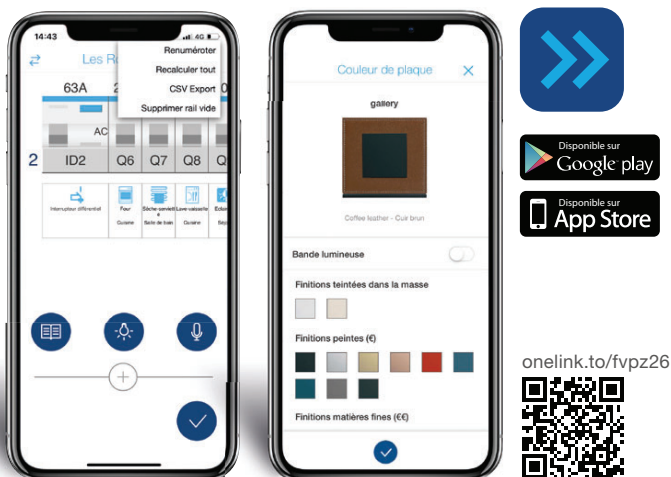 14:43
4G
Les R
Renuméroter
Recalculer tout
CSV Export
Supprimer rail vide
63A
AC
2
ID2
Q6
Q7
Q8
Interrupteur différentiel
Four
Sèche-serviette
Lave-vaisselle
Cuisine
Salle de bain
Cuisine
Couleur de plaque
gallery
Coffee leather - Cuir brun
Bande lumineuse
Finitions teintées dans la masse
Finitions peintes (€)
Finitions matières fines (€€)
Disponible sur
Google play
Disponible sur
App Store
onelink.to/fvpz26